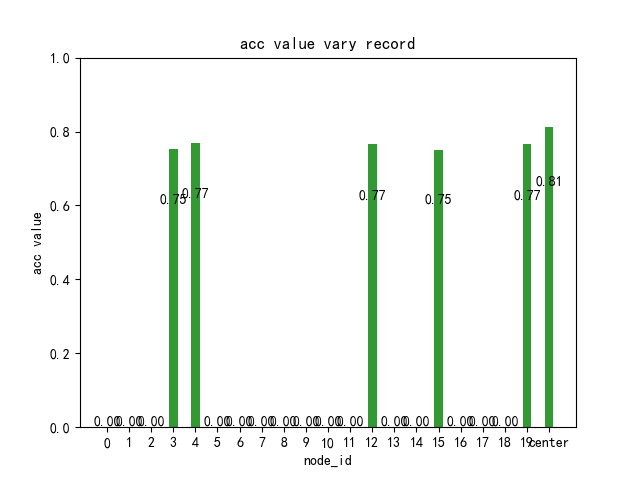 acc value vary record
acc value
1.0
0.8
0.6
0.4
0.2
0.0
0.00 0.00 0.00 0.75 0.77 0.00 0.00 0.00 0.00 0.00 0.00 0.00 0.77 0.00 0.00 0.75 0.00 0.00 0.00 0.77 0.81
0 1 2 3 4 5 6 7 8 9 10 11 12 13 14 15 16 17 18 19 center
node_id